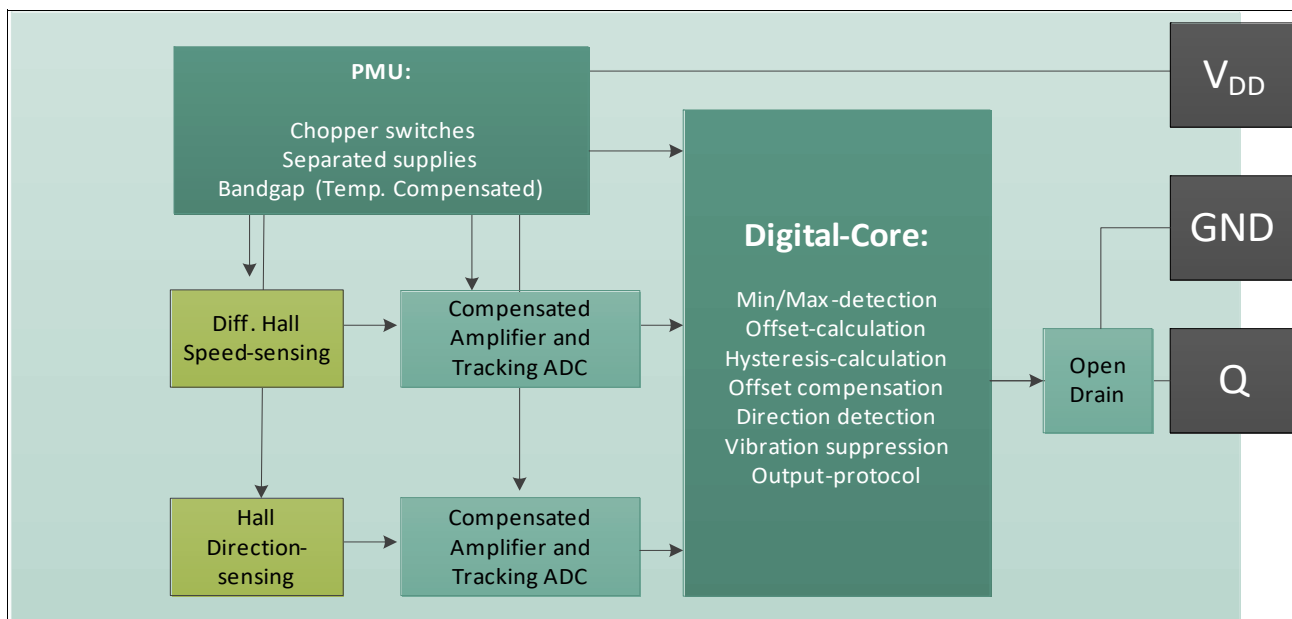 PMU:
Chopper switches
Separated supplies
Bandgap (Temp. Compensated)
V_DD
GND
Digital-Core:
Min/Max-detection
Offset-calculation
Hysteresis-calculation
Offset compensation
Direction detection
Vibration suppression
Output-protocol
Diff. Hall
Speed-sensing
Compensated
Amplifier and
Tracking ADC
Open
Drain
Q
Hall
Direction-
sensing
Compensated
Amplifier and
Tracking ADC